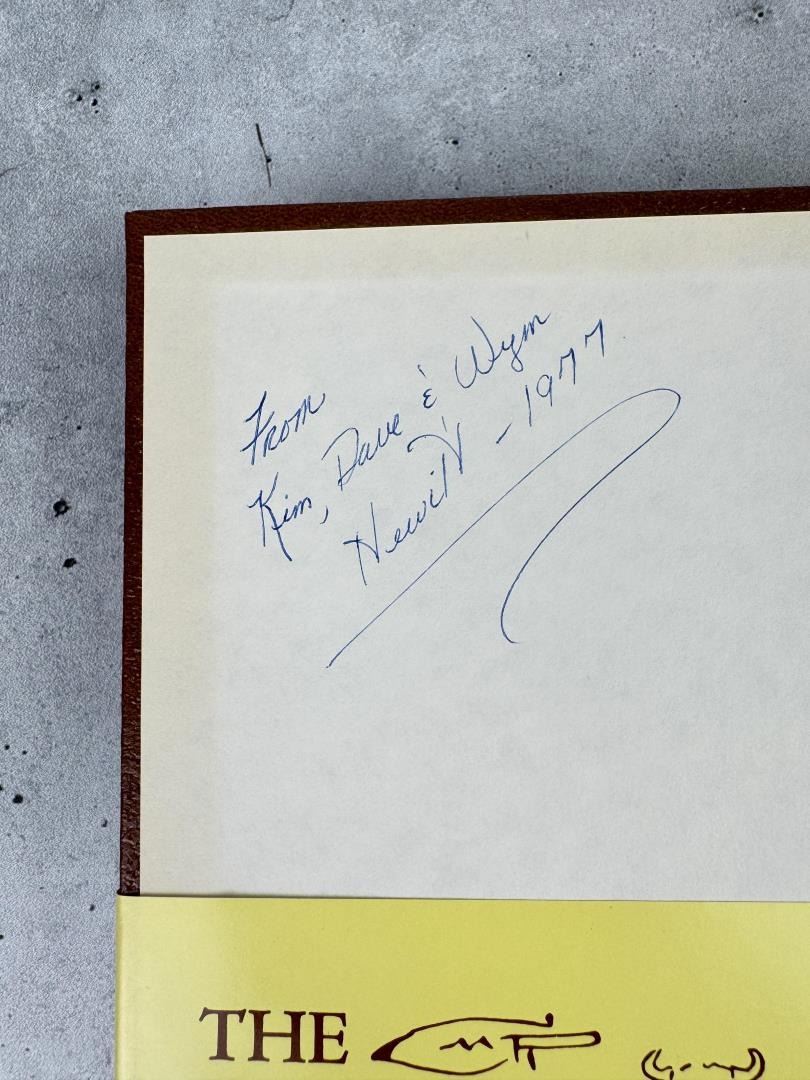 From
Kim, Dave & Wym
Hewitt - 1977
THE